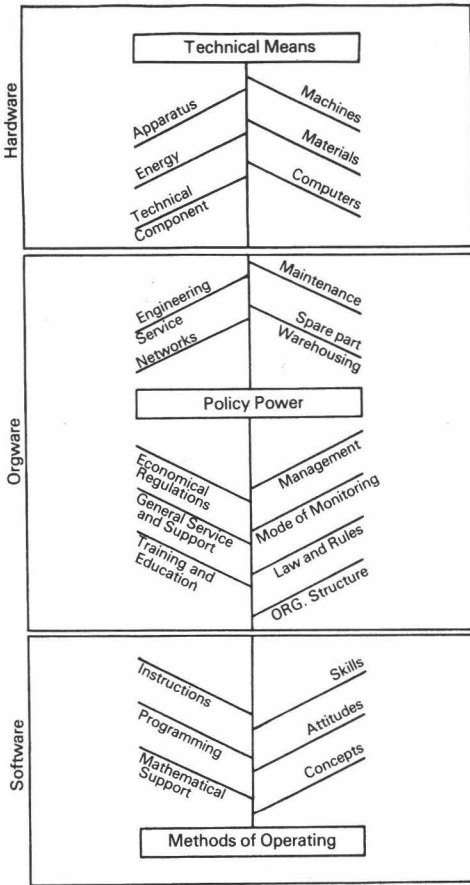 Hardware
Technical Means
Apparatus
Energy
Technical
Component
Machines
Materials
Computers
Orgware
Engineering
Service
Networks
Maintenance
Spare part
Warehousing
Policy Power
Economical
Regulations
General Service
and Support
Training and
Education
Management
Mode of Monitoring
Law and Rules
ORG. Structure
Software
Instructions
Programming
Mathematical
Support
Skills
Attitudes
Concepts
Methods of Operating